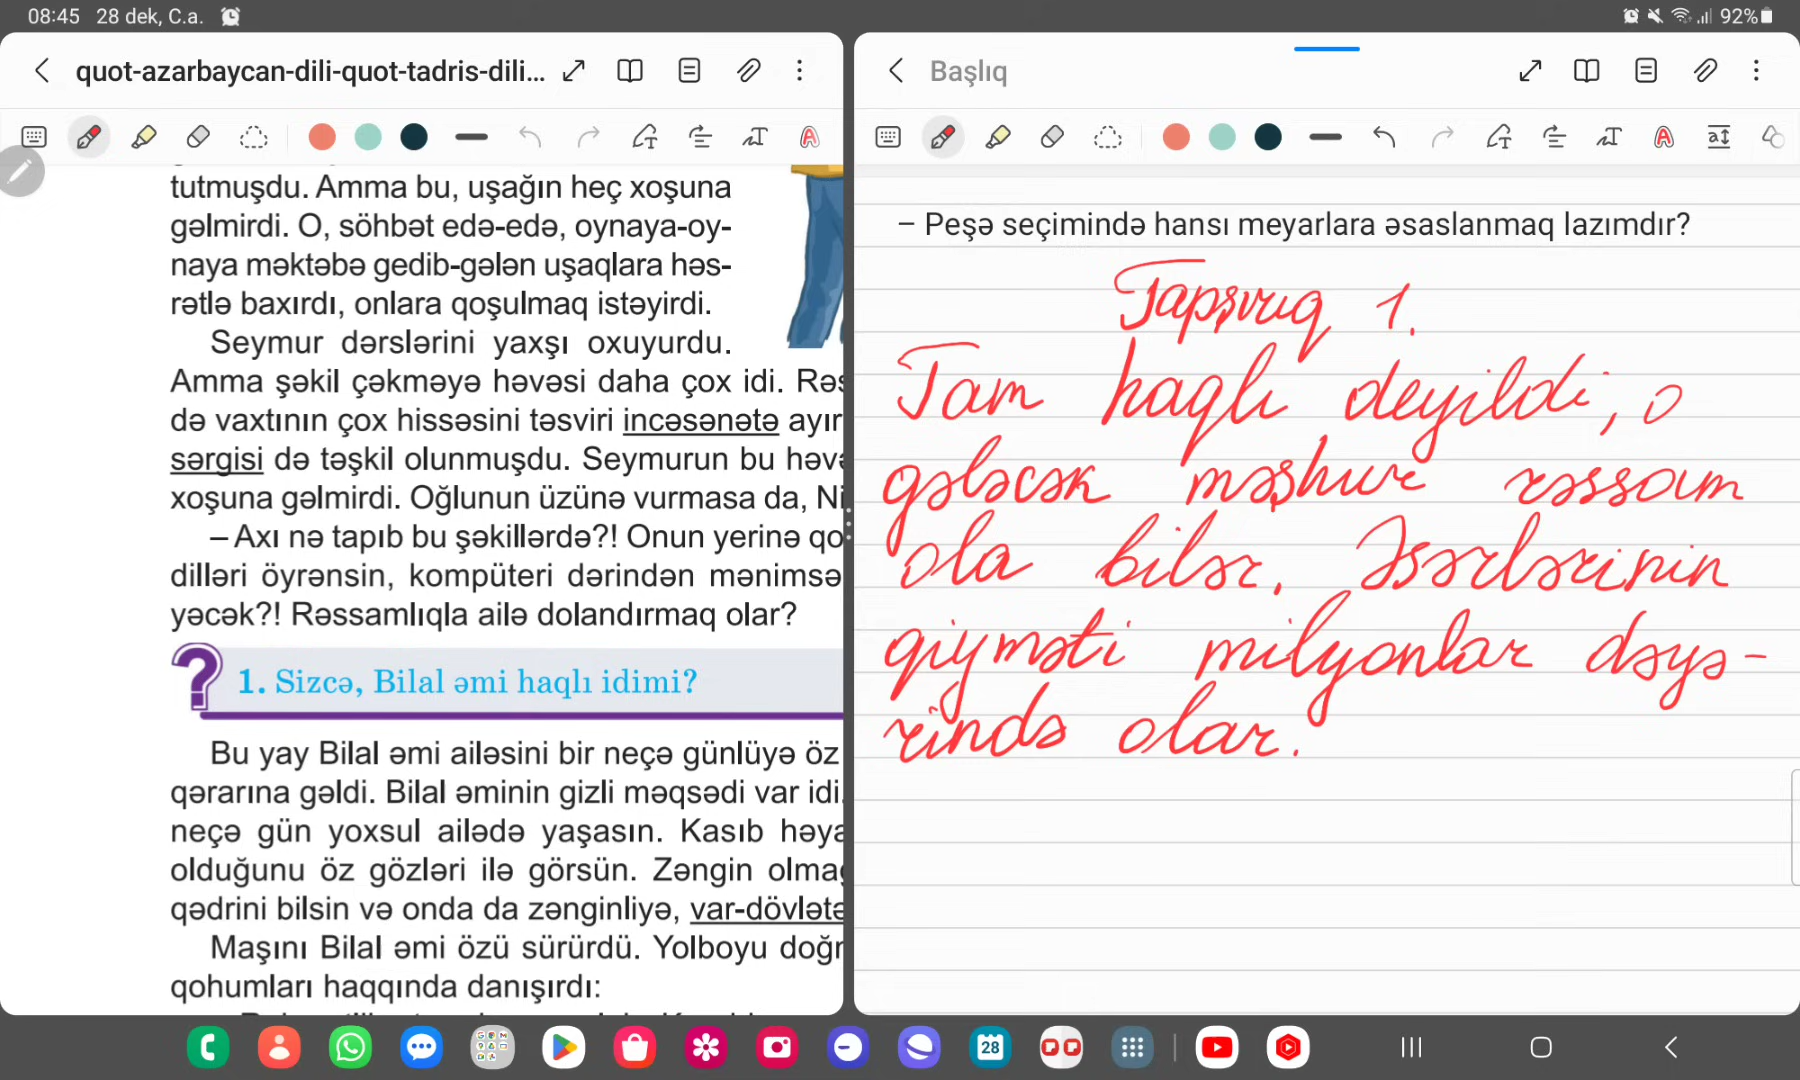 08:45 28 dek, C.a.
92%
quot-azarbaycan-dili-quot-tadris-dili...
tutmuşdu. Amma bu, uşağın heç xoşuna
gəlmirdi. O, söhbət edə-edə, oynaya-oy-
naya məktəbə gedib-gələn uşaqlara həs-
rətlə baxırdı, onlara qoşulmaq istəyirdi.
Seymur dərslərini yaxşı oxuyurdu.
Amma şəkil çəkməyə həvəsi daha çox idi. Rəs
də vaxtının çox hissəsini təsviri incəsənətə ayır
sərgisi də təşkil olunmuşdu. Seymurun bu həvə
xoşuna gəlmirdi. Oğlunun üzünə vurmasa da, Ni
– Axı nə tapıb bu şəkillərdə?! Onun yerinə qo
dilləri öyrənsin, kompüteri dərindən mənimsə
yəcək?! Rəssamlıqla ailə dolandırmaq olar?
? 1. Sizcə, Bilal əmi haqlı idimi?
Bu yay Bilal əmi ailəsini bir neçə günlüyə öz
qərarına gəldi. Bilal əminin gizli məqsədi var idi.
neçə gün yoxsul ailədə yaşasın. Kasıb həya
olduğunu öz gözləri ilə görsün. Zəngin olmaq
qədrini bilsin və onda da zənginliyə, var-dövlətə
Maşını Bilal əmi özü sürürdü. Yolboyu doğr
qohumları haqqında danışırdı:
Başlıq
– Peşə seçimində hansı meyarlara əsaslanmaq lazımdır?
Tapşırıq 1.
Tam haqlı deyildi, o
gələcək məşhur rəssam
ola bilər. Əsərlərinin
qiyməti milyonlar dəyə-
rində olar.
28